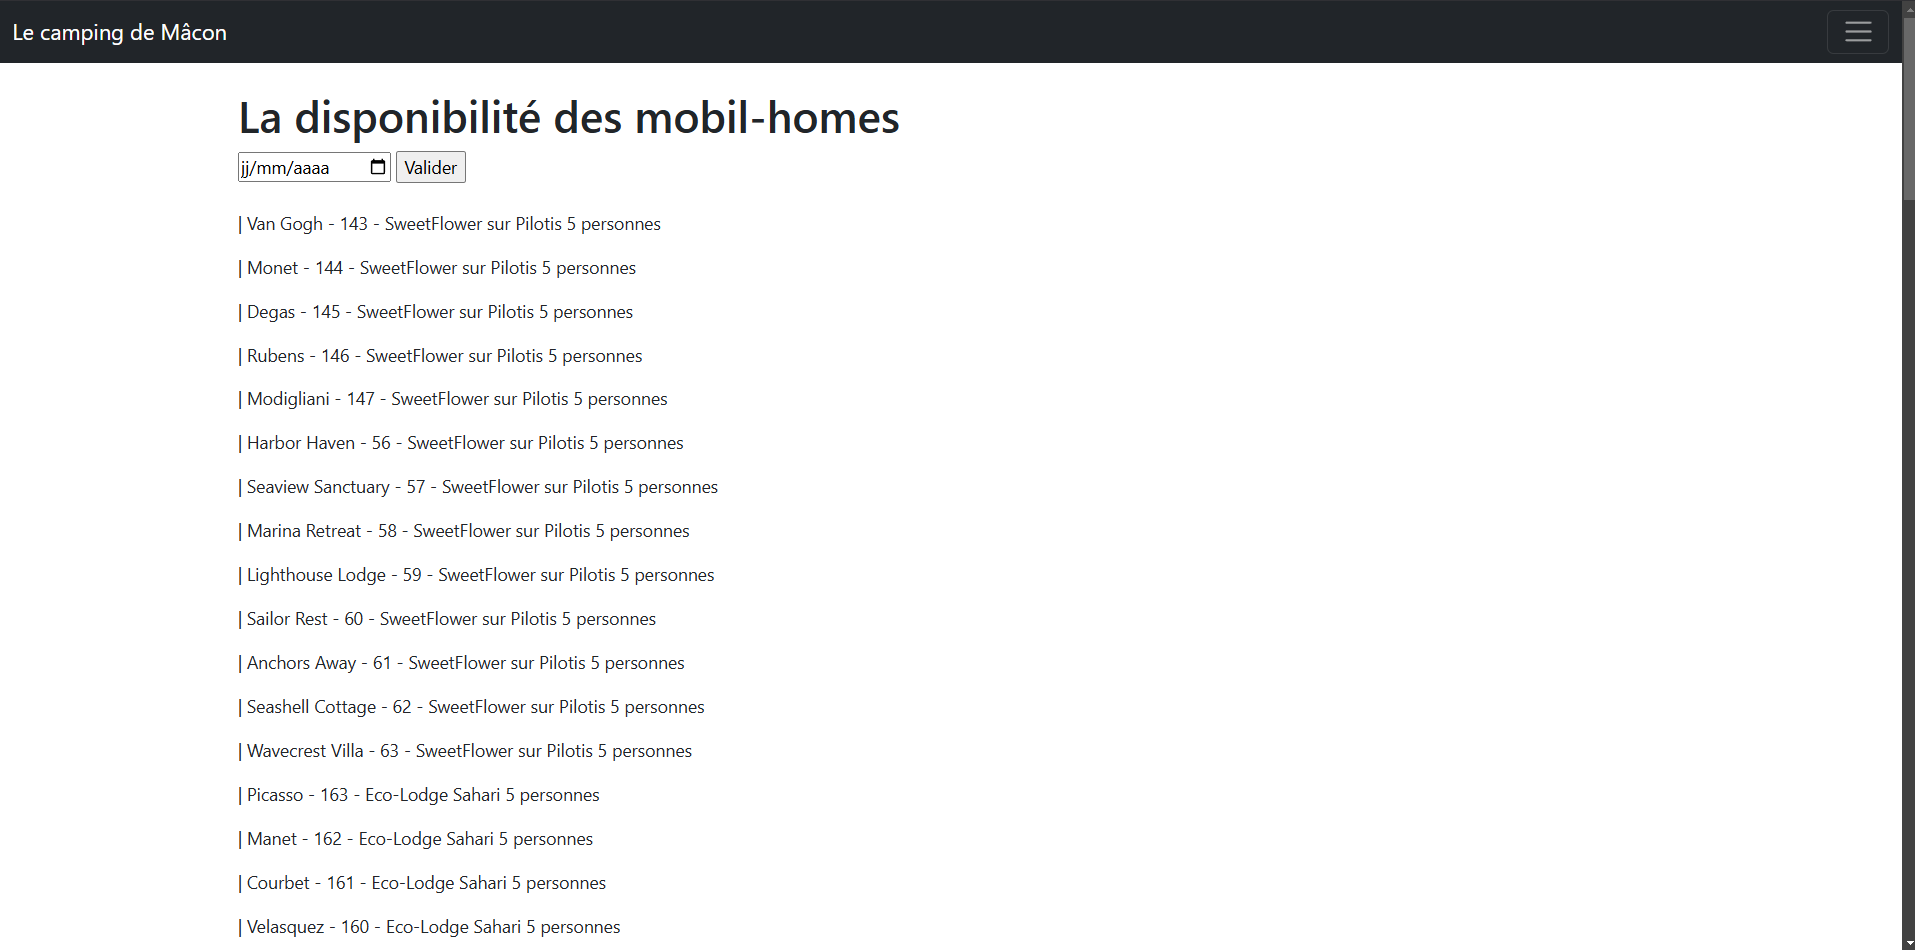 Le camping de Mâcon
La disponibilité des mobil-homes
jj/mm/aaaa Valider
| Van Gogh - 143 - SweetFlower sur Pilotis 5 personnes
| Monet - 144 - SweetFlower sur Pilotis 5 personnes
| Degas - 145 - SweetFlower sur Pilotis 5 personnes
| Rubens - 146 - SweetFlower sur Pilotis 5 personnes
| Modigliani - 147 - SweetFlower sur Pilotis 5 personnes
| Harbor Haven - 56 - SweetFlower sur Pilotis 5 personnes
| Seaview Sanctuary - 57 - SweetFlower sur Pilotis 5 personnes
| Marina Retreat - 58 - SweetFlower sur Pilotis 5 personnes
| Lighthouse Lodge - 59 - SweetFlower sur Pilotis 5 personnes
| Sailor Rest - 60 - SweetFlower sur Pilotis 5 personnes
| Anchors Away - 61 - SweetFlower sur Pilotis 5 personnes
| Seashell Cottage - 62 - SweetFlower sur Pilotis 5 personnes
| Wavecrest Villa - 63 - SweetFlower sur Pilotis 5 personnes
| Picasso - 163 - Eco-Lodge Sahari 5 personnes
| Manet - 162 - Eco-Lodge Sahari 5 personnes
| Courbet - 161 - Eco-Lodge Sahari 5 personnes
| Velasquez - 160 - Eco-Lodge Sahari 5 personnes